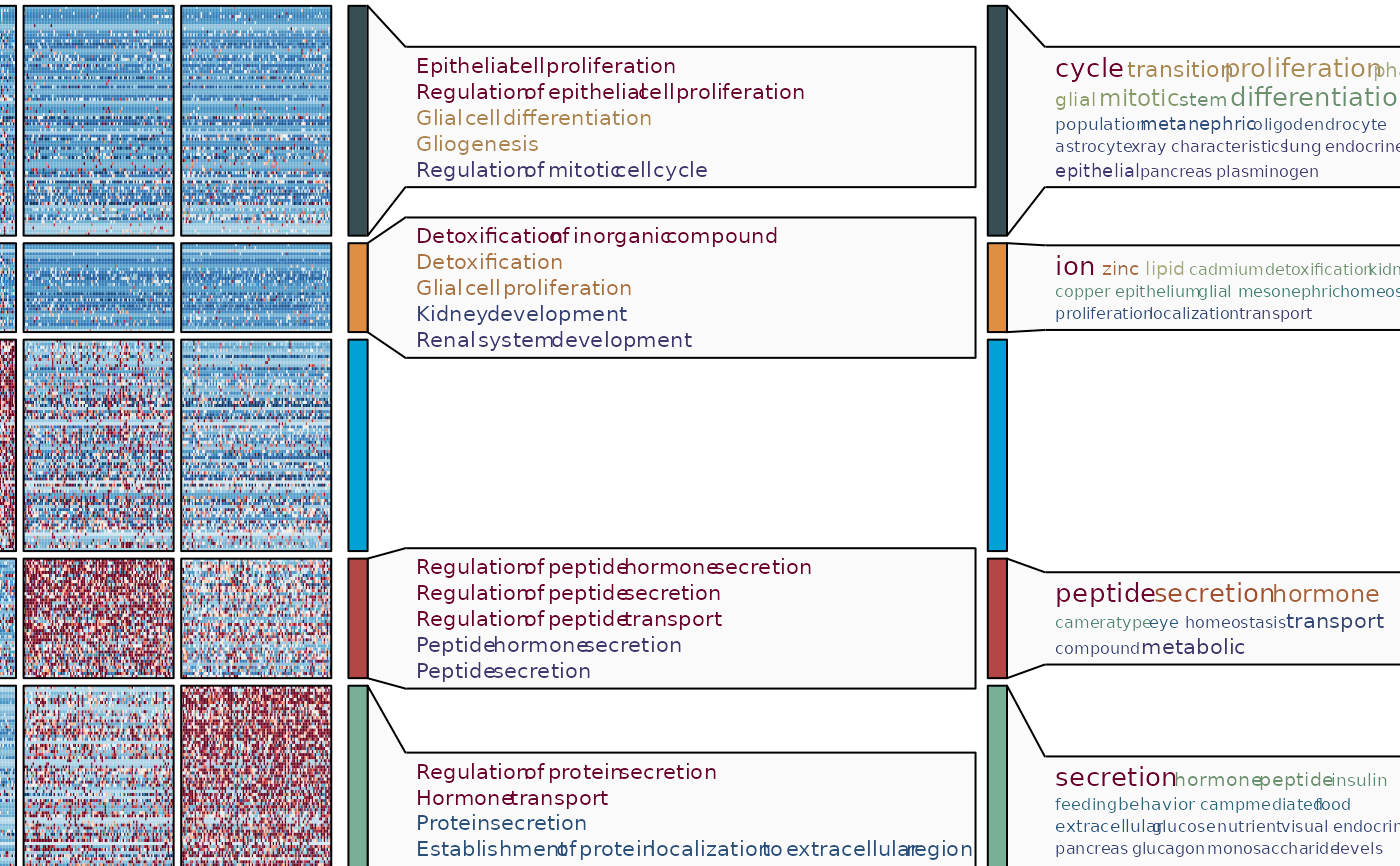 Epithelial cell proliferation
Regulation of epithelial cell proliferation
Glial cell differentiation
Gliogenesis
Regulation of mitotic cell cycle
Detoxification of inorganic compound
Detoxification
Glial cell proliferation
Kidney development
Renal system development
Regulation of peptide hormone secretion
Regulation of peptide secretion
Regulation of peptide transport
Peptide hormone secretion
Peptide secretion
Regulation of protein secretion
Hormone transport
Protein secretion
Establishment of protein localization to extracellular region
cycle transition proliferation pha
glial mitotic stem differentiatio
population metanephric oligodendrocyte
astrocyte xray characteristics lung endocrine
epithelial pancreas plasminogen
ion zinc lipid cadmium detoxification kidn
copper epithelium glial mesonephric homeos
proliferation localization transport
peptide secretion hormone
cameratype eye homeostasis transport
compound metabolic
secretion hormone peptide insulin
feeding behavior campmediated food
extracellular glucose nutrient visual endocrin
pancreas glucagon monosaccharide levels